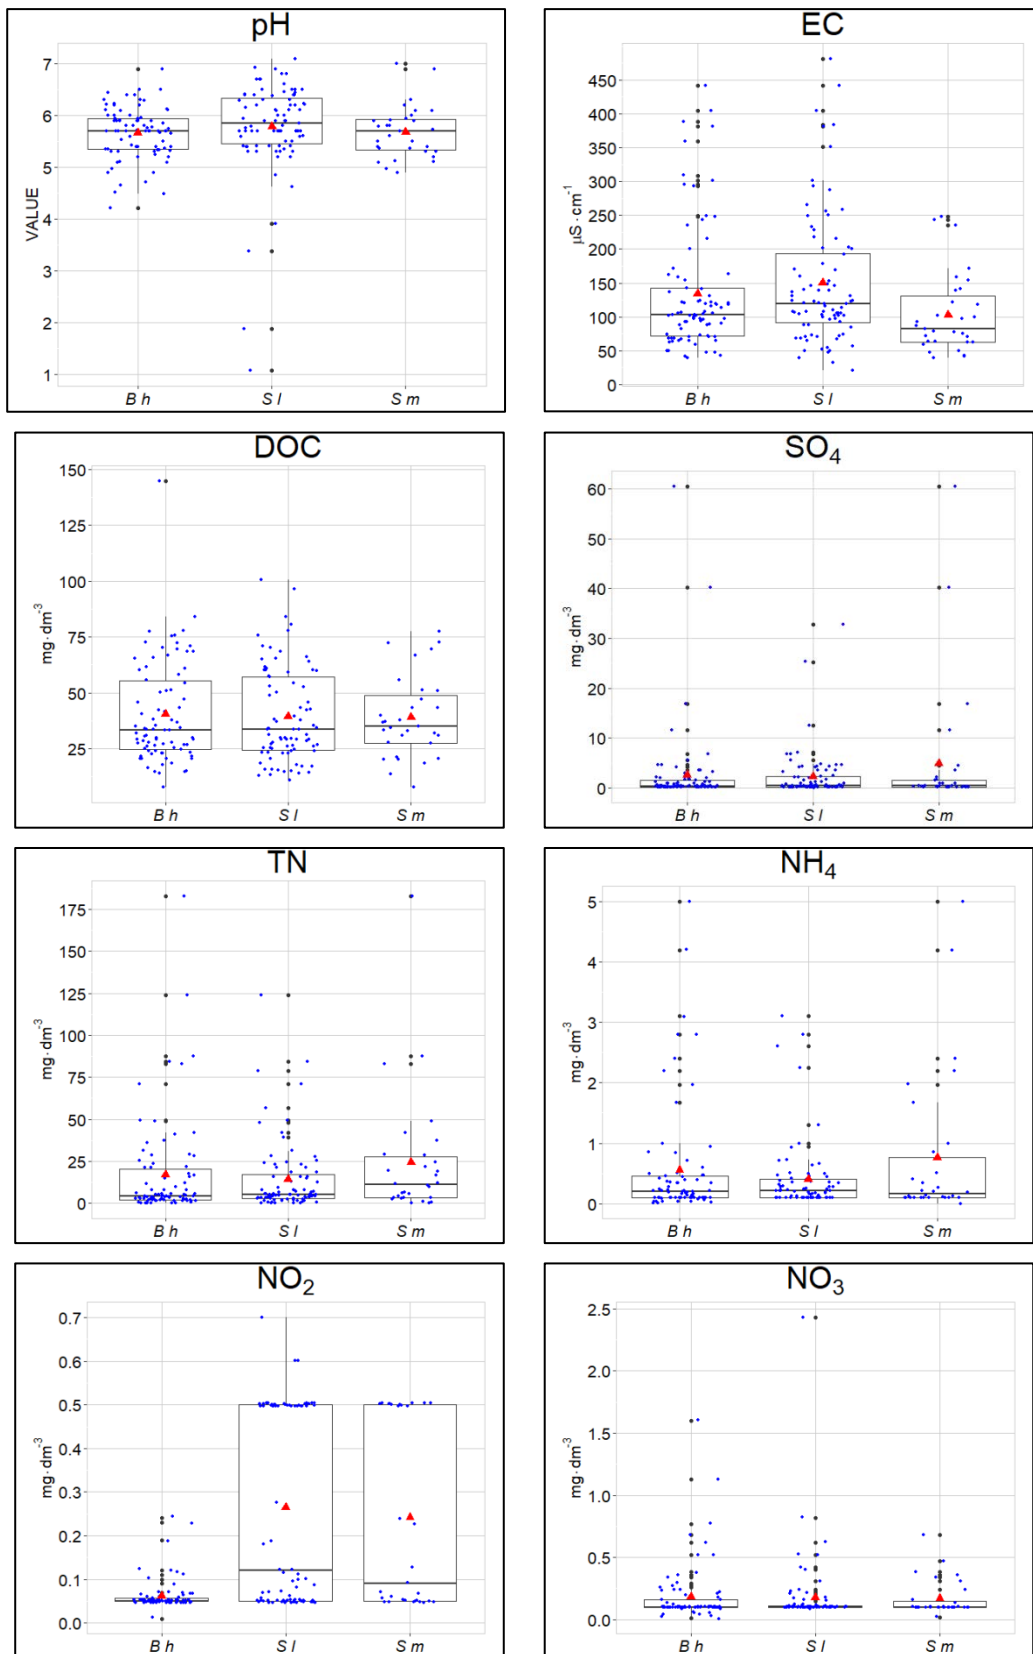 pH
VALUE
7
6
5
4
3
2
1
B h
S l
S m
EC
µS·cm-1
450
400
350
300
250
200
150
100
50
0
B h
S l
S m
DOC
mg·dm-3
150
125
100
75
50
25
B h
S l
S m
SO4
mg·dm-3
60
50
40
30
20
10
0
B h
S l
S m
TN
mg·dm-3
175
150
125
100
75
50
25
0
B h
S l
S m
NH4
mg·dm-3
5
4
3
2
1
0
B h
S l
S m
NO2
mg·dm-3
0.7
0.6
0.5
0.4
0.3
0.2
0.1
0.0
B h
S l
S m
NO3
mg·dm-3
2.5
2.0
1.5
1.0
0.5
0.0
B h
S l
S m